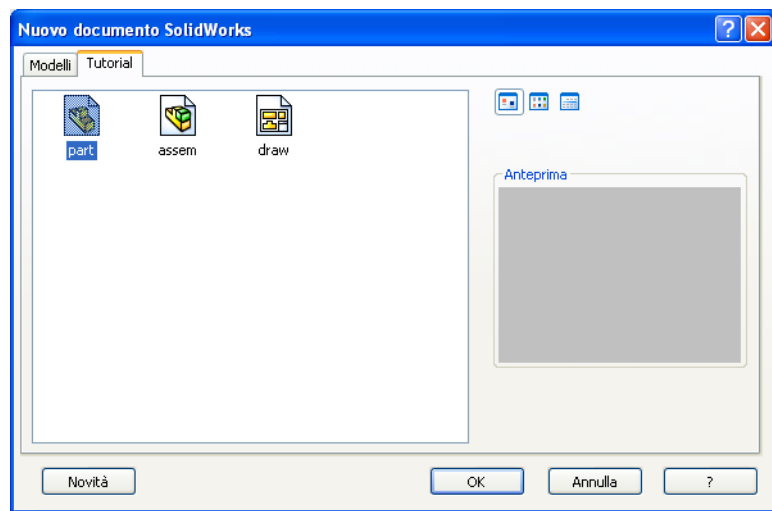 Nuovo documento SolidWorks
Modelli Tutorial
part assem draw
Anteprima
Novità OK Annulla ?